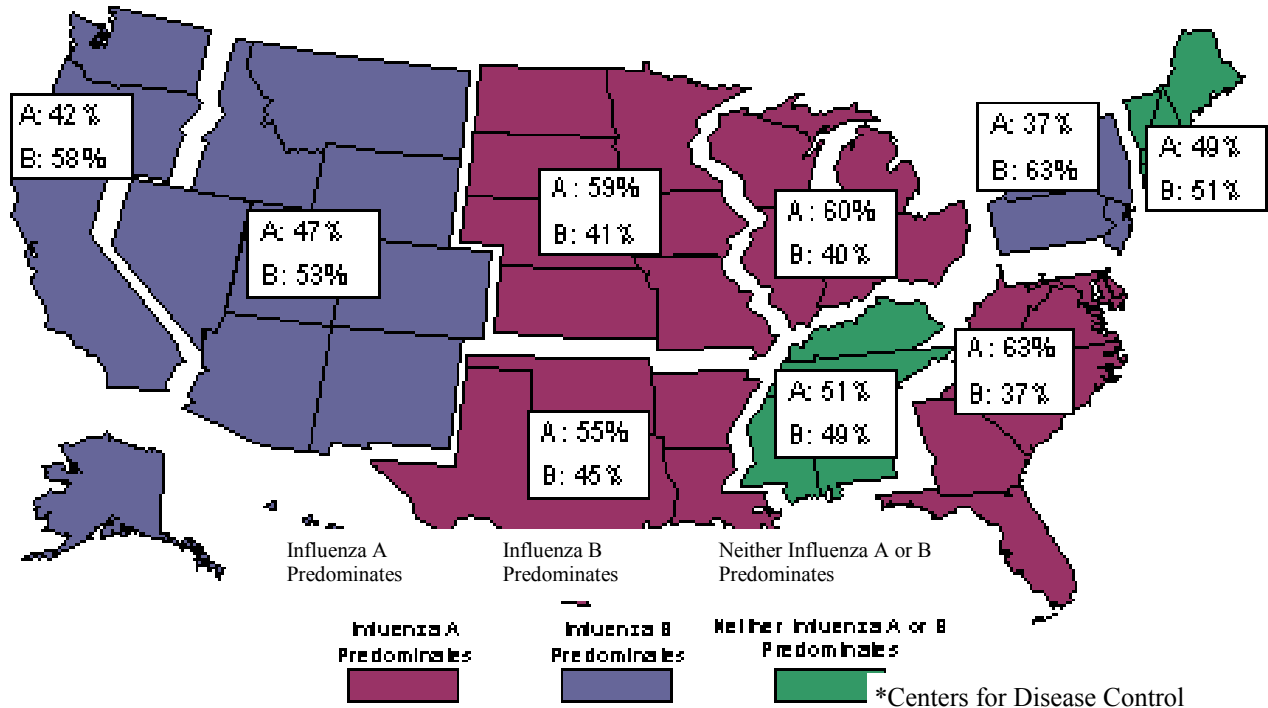 A: 42%
B: 58%
A: 47%
B: 53%
A : 59%
B: 41%
A : 60%
B: 40%
A: 37%
B: 63%
A: 49%
B: 51%
A : 63%
B: 37%
A: 51%
B: 49%
A : 55%
B: 45%
Influenza A
Predominates
Influenza B
Predominates
Neither Influenza A or B
Predominates
Influenza A
Predominates
Influenza B
Predominates
Neither Influenza A or B
Predominates
*Centers for Disease Control